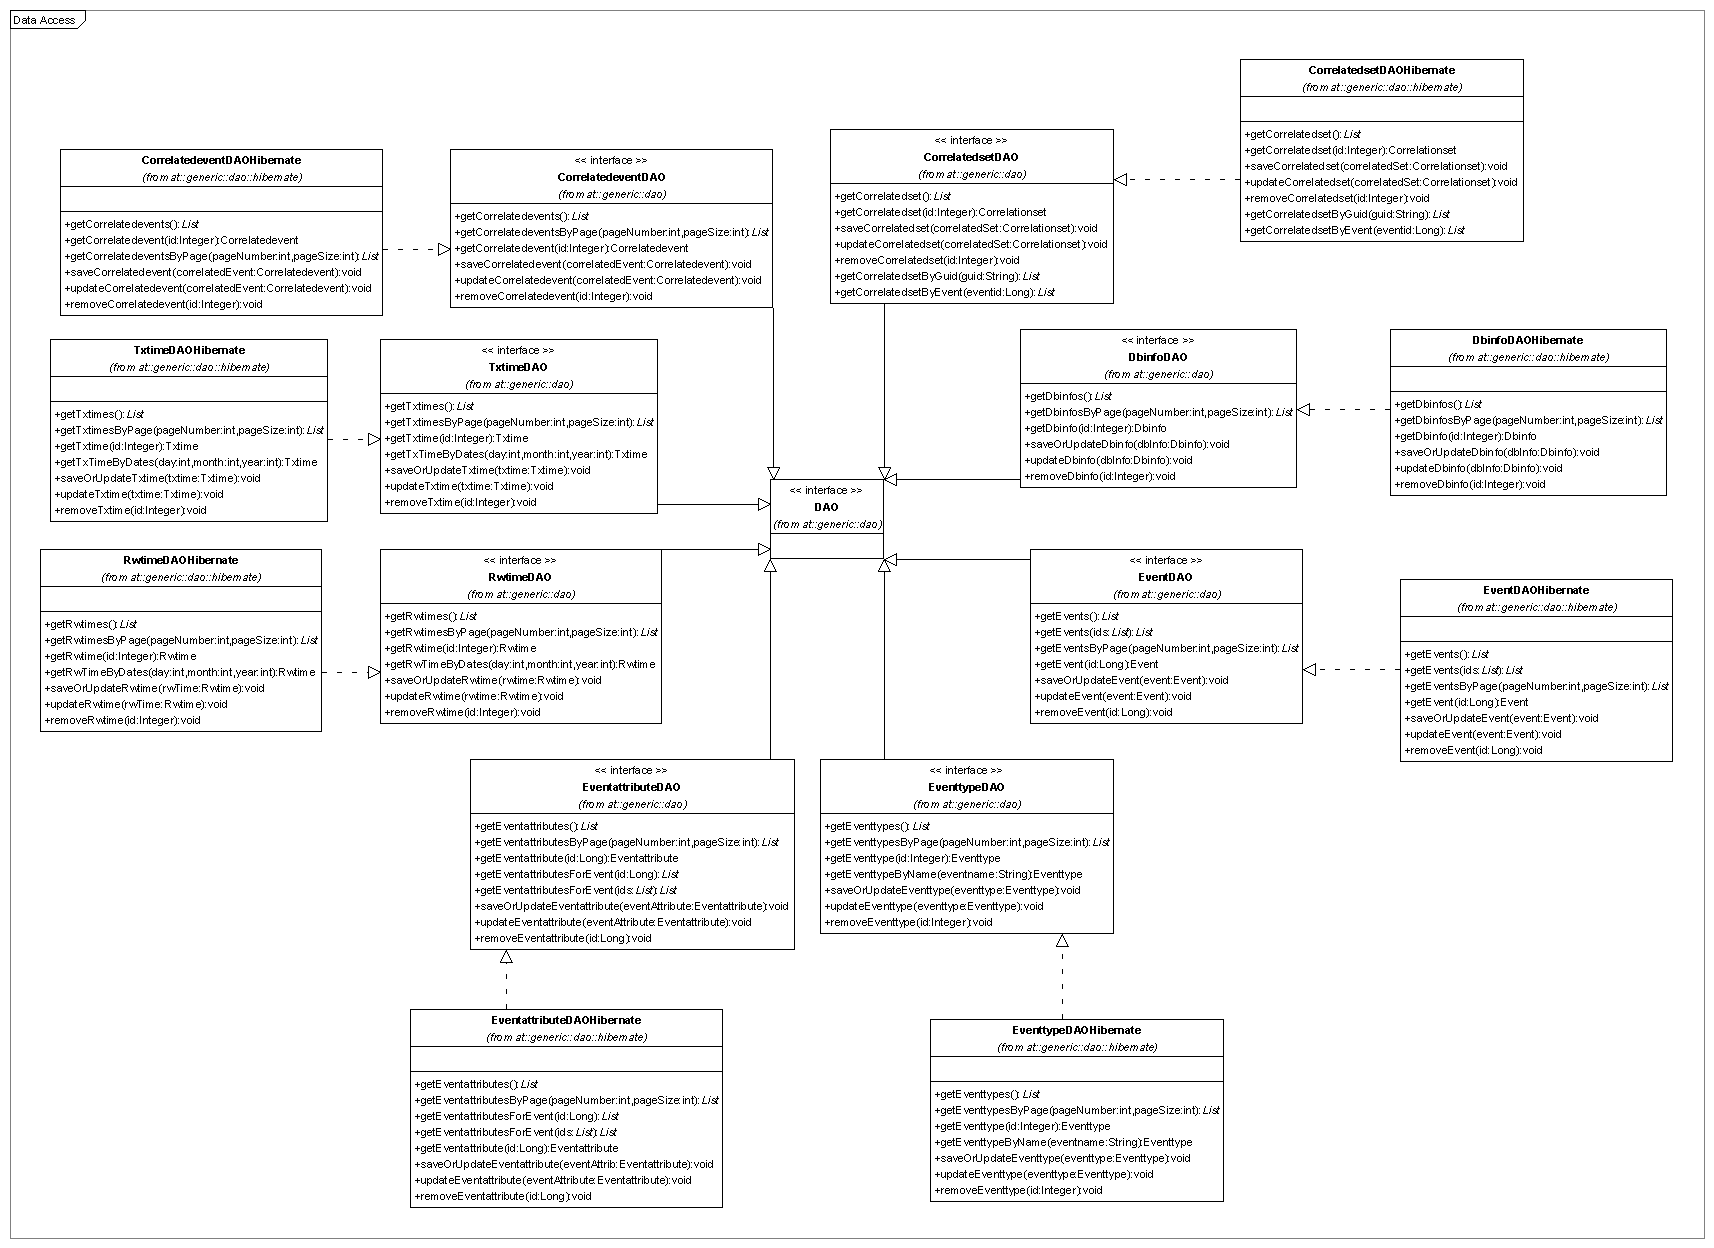 Data Access
CorrelatedsetDAOHibernate
(from at::generic::dao::hibernate)
+getCorrelatedset():List
+getCorrelatedset(id:Integer):Correlationset
+saveCorrelatedset(correlatedSet:Correlationset):void
+updateCorrelatedset(correlatedSet:Correlationset):void
+removeCorrelatedset(id:Integer):void
+getCorrelatedsetByGuid(guid:String):List
+getCorrelatedsetByEvent(eventid:Long):List
<< interface >>
CorrelatedsetDAO
(from at::generic::dao)
+getCorrelatedset():List
+getCorrelatedset(id:Integer):Correlationset
+saveCorrelatedset(correlatedSet:Correlationset):void
+updateCorrelatedset(correlatedSet:Correlationset):void
+removeCorrelatedset(id:Integer):void
+getCorrelatedsetByGuid(guid:String):List
+getCorrelatedsetByEvent(eventid:Long):List
CorrelatedeventDAOHibernate
(from at::generic::dao::hibernate)
+getCorrelatedevents():List
+getCorrelatedevent(id:Integer):Correlatedevent
+getCorrelatedeventsByPage(pageNumber:int,pageSize:int):List
+saveCorrelatedevent(correlatedEvent:Correlatedevent):void
+updateCorrelatedevent(correlatedEvent:Correlatedevent):void
+removeCorrelatedevent(id:Integer):void
<< interface >>
CorrelatedeventDAO
(from at::generic::dao)
+getCorrelatedevents():List
+getCorrelatedeventsByPage(pageNumber:int,pageSize:int):List
+getCorrelatedevent(id:Integer):Correlatedevent
+saveCorrelatedevent(correlatedEvent:Correlatedevent):void
+updateCorrelatedevent(correlatedEvent:Correlatedevent):void
+removeCorrelatedevent(id:Integer):void
TxtimeDAOHibernate
(from at::generic::dao::hibernate)
+getTxtimes():List
+getTxtimesByPage(pageNumber:int,pageSize:int):List
+getTxtime(id:Integer):Txtime
+getTxTimeByDates(day:int,month:int,year:int):Txtime
+saveOrUpdateTxtime(txtime:Txtime):void
+updateTxtime(txtime:Txtime):void
+removeTxtime(id:Integer):void
<< interface >>
TxtimeDAO
(from at::generic::dao)
+getTxtimes():List
+getTxtimesByPage(pageNumber:int,pageSize:int):List
+getTxtime(id:Integer):Txtime
+getTxTimeByDates(day:int,month:int,year:int):Txtime
+saveOrUpdateTxtime(txtime:Txtime):void
+updateTxtime(txtime:Txtime):void
+removeTxtime(id:Integer):void
<< interface >>
DbinfoDAO
(from at::generic::dao)
+getDbinfos():List
+getDbinfosByPage(pageNumber:int,pageSize:int):List
+getDbinfo(id:Integer):Dbinfo
+saveOrUpdateDbinfo(dbInfo:Dbinfo):void
+updateDbinfo(dbInfo:Dbinfo):void
+removeDbinfo(id:Integer):void
DbinfoDAOHibernate
(from at::generic::dao::hibernate)
+getDbinfos():List
+getDbinfosByPage(pageNumber:int,pageSize:int):List
+getDbinfo(id:Integer):Dbinfo
+saveOrUpdateDbinfo(dbInfo:Dbinfo):void
+updateDbinfo(dbInfo:Dbinfo):void
+removeDbinfo(id:Integer):void
<< interface >>
DAO
(from at::generic::dao)
RwtimeDAOHibernate
(from at::generic::dao::hibernate)
+getRwtimes():List
+getRwtimesByPage(pageNumber:int,pageSize:int):List
+getRwtime(id:Integer):Rwtime
+getRwTimeByDates(day:int,month:int,year:int):Rwtime
+saveOrUpdateRwtime(rwTime:Rwtime):void
+updateRwtime(rwTime:Rwtime):void
+removeRwtime(id:Integer):void
<< interface >>
RwtimeDAO
(from at::generic::dao)
+getRwtimes():List
+getRwtimesByPage(pageNumber:int,pageSize:int):List
+getRwtime(id:Integer):Rwtime
+getRwTimeByDates(day:int,month:int,year:int):Rwtime
+saveOrUpdateRwtime(rwtime:Rwtime):void
+updateRwtime(rwtime:Rwtime):void
+removeRwtime(id:Integer):void
<< interface >>
EventDAO
(from at::generic::dao)
+getEvents():List
+getEvents(ids:List):List
+getEventsByPage(pageNumber:int,pageSize:int):List
+getEvent(id:Long):Event
+saveOrUpdateEvent(event:Event):void
+updateEvent(event:Event):void
+removeEvent(id:Long):void
EventDAOHibernate
(from at::generic::dao::hibernate)
+getEvents():List
+getEvents(ids:List):List
+getEventsByPage(pageNumber:int,pageSize:int):List
+getEvent(id:Long):Event
+saveOrUpdateEvent(event:Event):void
+updateEvent(event:Event):void
+removeEvent(id:Long):void
<< interface >>
EventattributeDAO
(from at::generic::dao)
+getEventattributes():List
+getEventattributesByPage(pageNumber:int,pageSize:int):List
+getEventattribute(id:Long):Eventattribute
+getEventattributesForEvent(id:Long):List
+getEventattributesForEvent(ids:List):List
+saveOrUpdateEventattribute(eventAttribute:Eventattribute):void
+updateEventattribute(eventAttribute:Eventattribute):void
+removeEventattribute(id:Long):void
<< interface >>
EventtypeDAO
(from at::generic::dao)
+getEventtypes():List
+getEventtypesByPage(pageNumber:int,pageSize:int):List
+getEventtype(id:Integer):Eventtype
+getEventtypeByName(eventname:String):Eventtype
+saveOrUpdateEventtype(eventtype:Eventtype):void
+updateEventtype(eventtype:Eventtype):void
+removeEventtype(id:Integer):void
EventattributeDAOHibernate
(from at::generic::dao::hibernate)
+getEventattributes():List
+getEventattributesByPage(pageNumber:int,pageSize:int):List
+getEventattributesForEvent(id:Long):List
+getEventattributesForEvent(ids:List):List
+getEventattribute(id:Long):Eventattribute
+saveOrUpdateEventattribute(eventAttrib:Eventattribute):void
+updateEventattribute(eventAttribute:Eventattribute):void
+removeEventattribute(id:Long):void
EventtypeDAOHibernate
(from at::generic::dao::hibernate)
+getEventtypes():List
+getEventtypesByPage(pageNumber:int,pageSize:int):List
+getEventtype(id:Integer):Eventtype
+getEventtypeByName(eventname:String):Eventtype
+saveOrUpdateEventtype(eventtype:Eventtype):void
+updateEventtype(eventtype:Eventtype):void
+removeEventtype(id:Integer):void